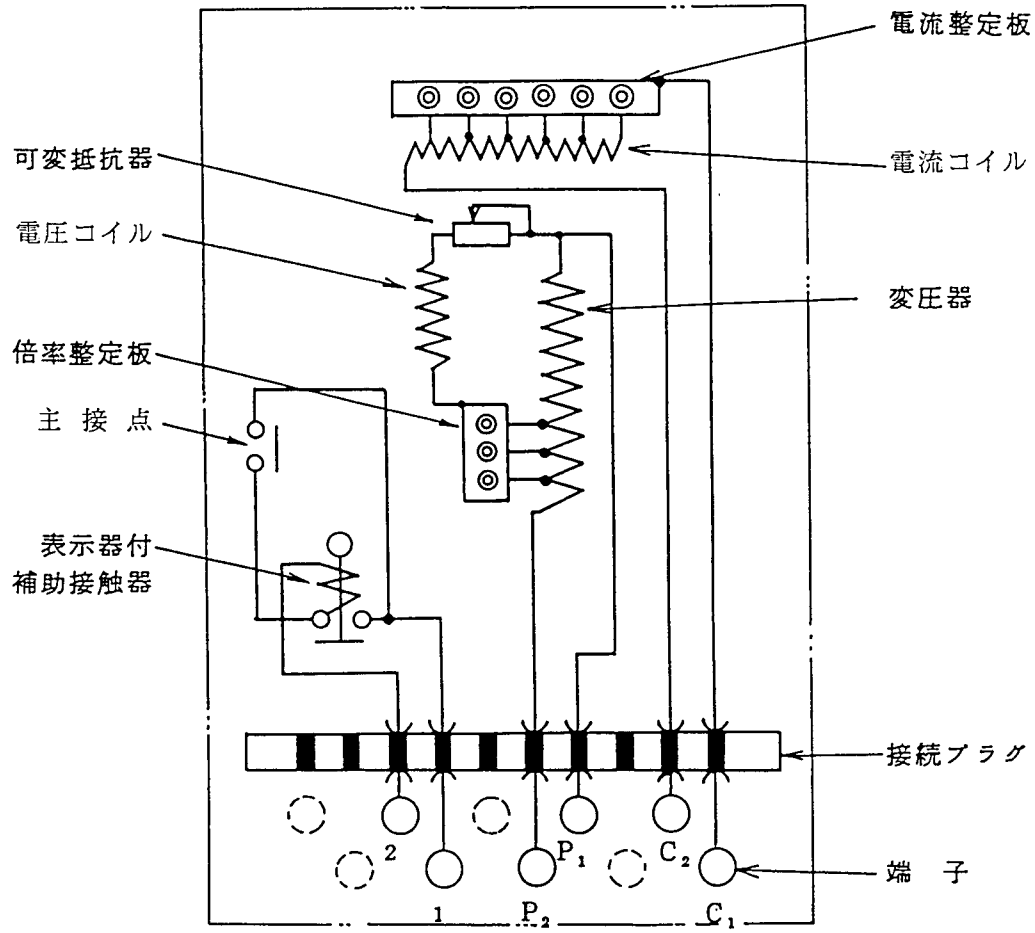 電流整定板
可変抵抗器
電流コイル
電圧コイル
変圧器
倍率整定板
主接点
表示器付
補助接触器
接続プラグ
2
P₁
C₂
端子
1
P₂
C₁